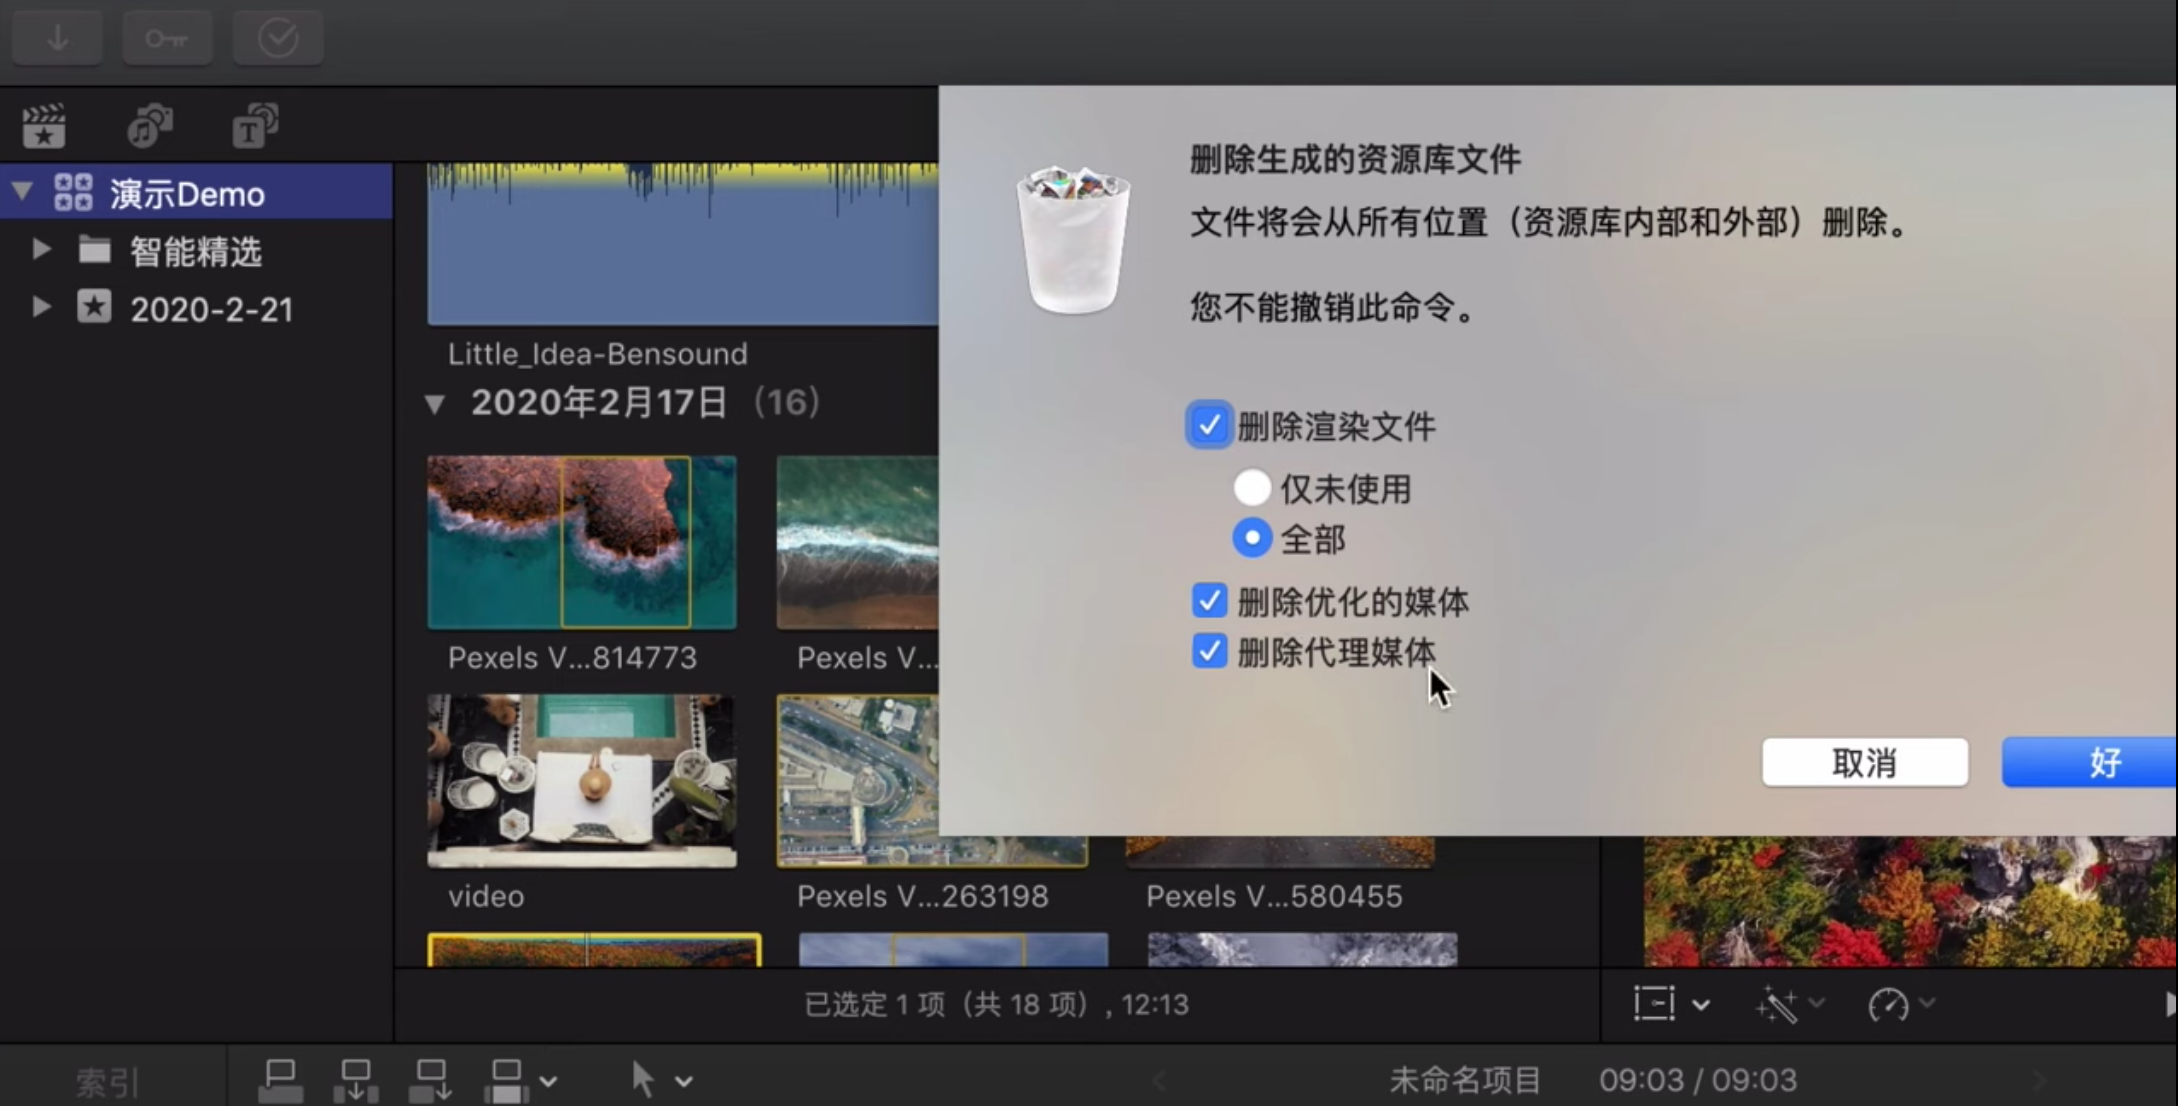 演示Demo
智能精选
2020-2-21
Little_Idea-Bensound
2020年2月17日 (16)
Pexels V...814773
Pexels V...
video
Pexels V...263198
Pexels V...580455
已选定 1 项（共 18 项）, 12:13
删除生成的资源库文件
文件将会从所有位置（资源库内部和外部）删除。
您不能撤销此命令。
删除渲染文件
仅未使用
全部
删除优化的媒体
删除代理媒体
取消
好
索引
未命名项目
09:03 / 09:03